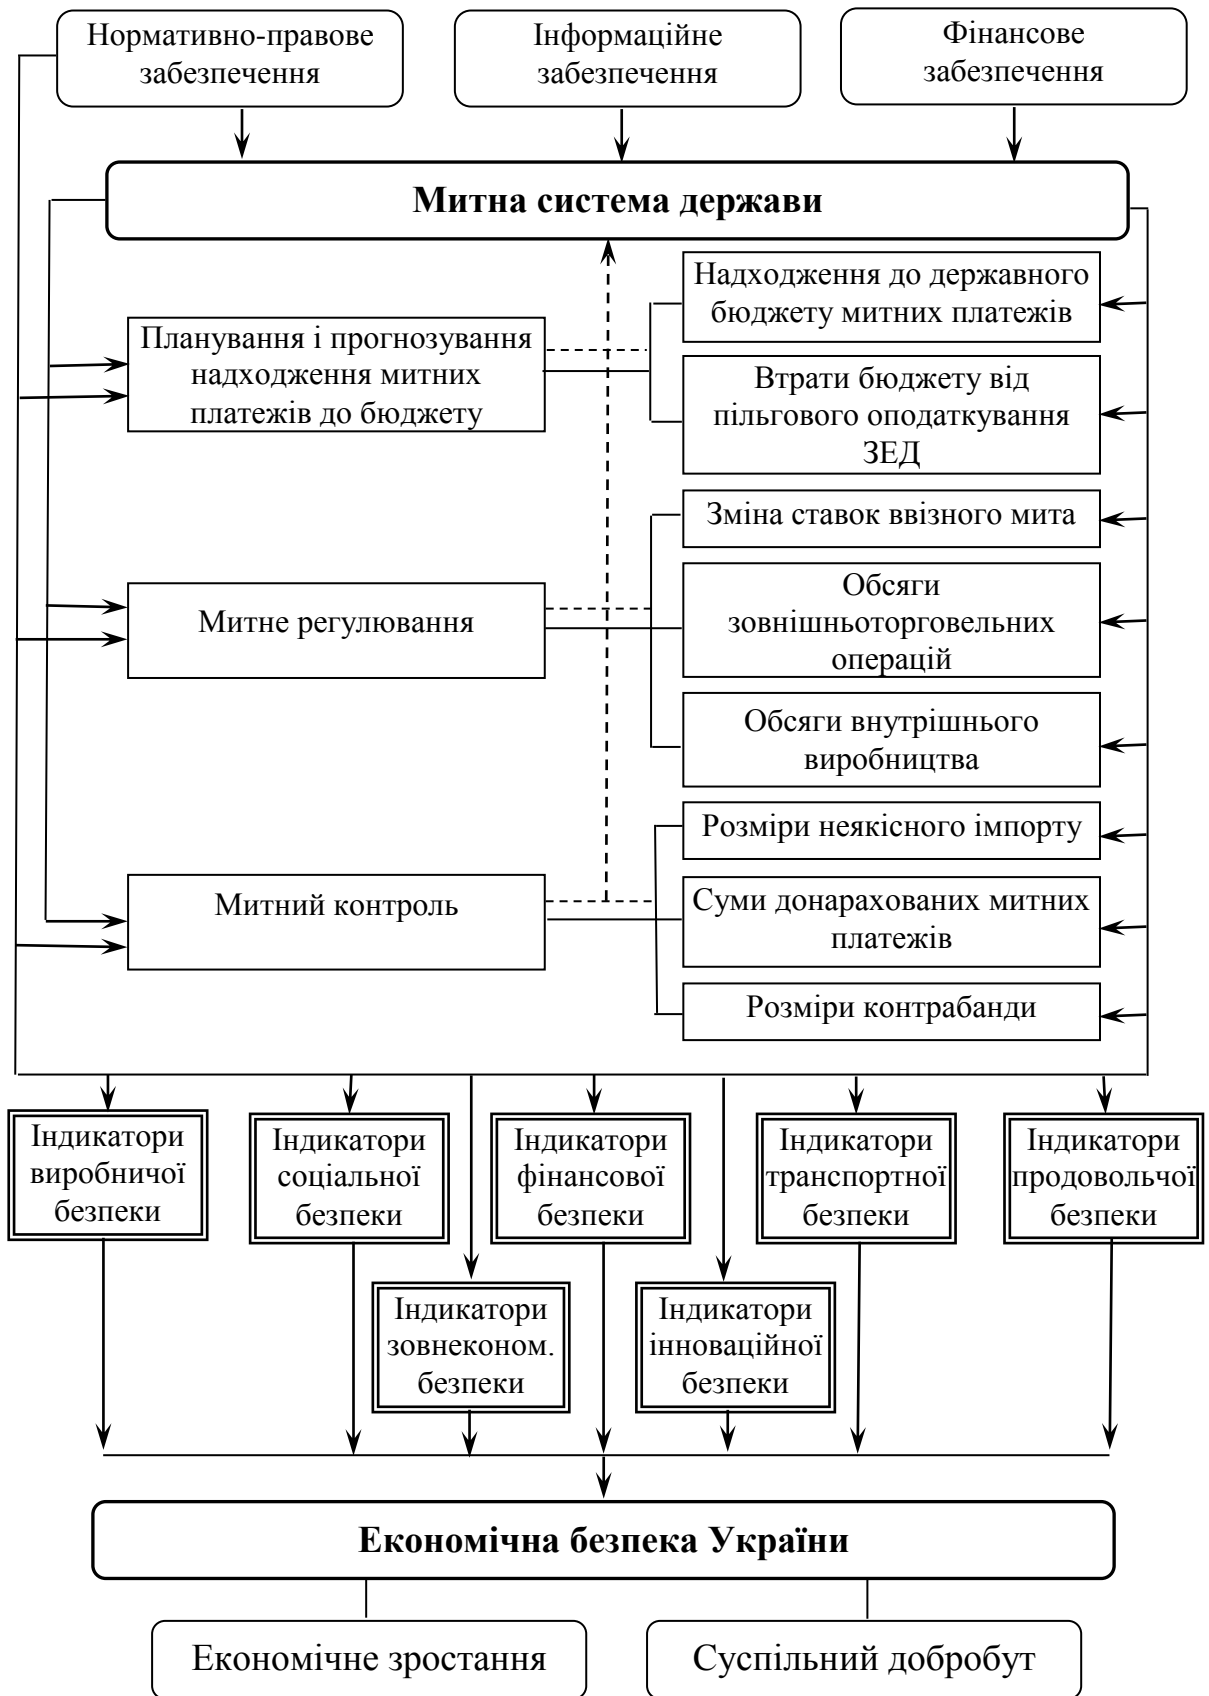 Нормативно-правове
забезпечення
Інформаційне
забезпечення
Фінансове
забезпечення
Митна система держави
Надходження до державного
бюджету митних платежів
Планування і прогнозування
надходження митних
платежів до бюджету
Втрати бюджету від
пільгового оподаткування
ЗЕД
Зміна ставок ввізного мита
Митне регулювання
Обсяги
зовнішньоторговельних
операцій
Обсяги внутрішнього
виробництва
Розміри неякісного імпорту
Митний контроль
Суми донарахованих митних
платежів
Розміри контрабанди
Індикатори
виробничої
безпеки
Індикатори
соціальної
безпеки
Індикатори
фінансової
безпеки
Індикатори
транспортної
безпеки
Індикатори
продовольчої
безпеки
Індикатори
зовнеконом.
безпеки
Індикатори
інноваційної
безпеки
Економічна безпека України
Економічне зростання
Суспільний добробут